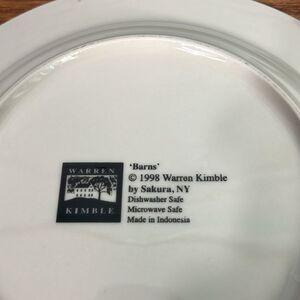 'Barns'
© 1998 Warren Kimble
by Sakura, NY
Dishwasher Safe
Microwave Safe
Made in Indonesia
WARREN
KIMBLE